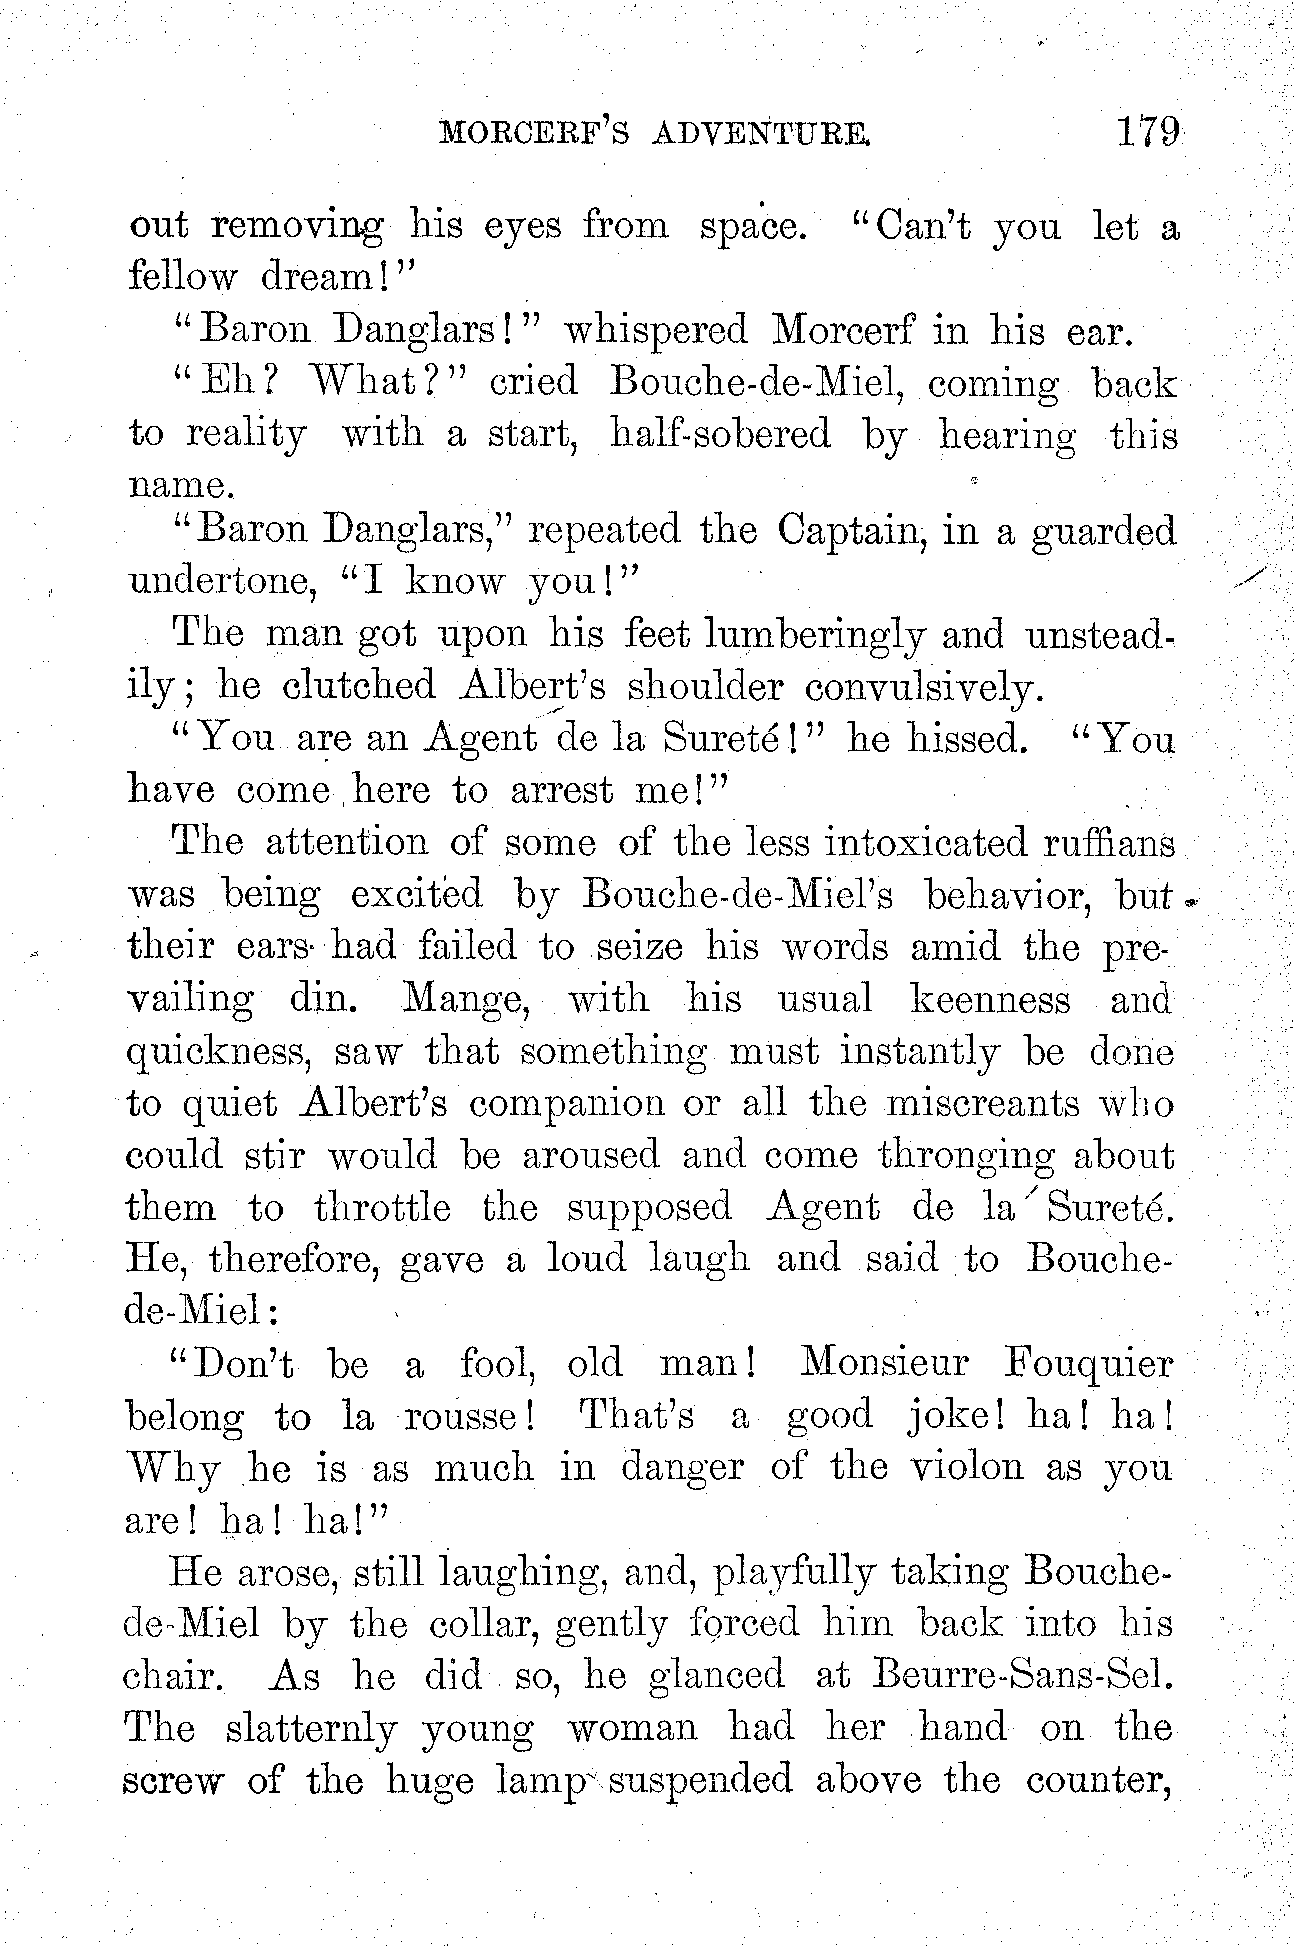 MORCERF'S ADVENTURE. 179
out removing his eyes from space. "Can't you let a
fellow dream!"
"Baron Danglars!" whispered Morcerf in his ear.
"Eh? What?" cried Bouche-de-Miel, coming back
to reality with a start, half-sobered by hearing this
name.
"Baron Danglars," repeated the Captain, in a guarded
undertone, "I know you!"
The man got upon his feet lumberingly and unstead-
ily; he clutched Albert's shoulder convulsively.
"You are an Agent de la Sureté!" he hissed. "You
have come here to arrest me!"
The attention of some of the less intoxicated ruffians
was being excited by Bouche-de-Miel's behavior, but
their ears had failed to seize his words amid the pre-
vailing din. Mange, with his usual keenness and
quickness, saw that something must instantly be done
to quiet Albert's companion or all the miscreants who
could stir would be aroused and come thronging about
them to throttle the supposed Agent de la Sureté.
He, therefore, gave a loud laugh and said to Bouche-
de-Miel:
"Don't be a fool, old man! Monsieur Fouquier
belong to la rousse! That's a good joke! ha! ha!
Why he is as much in danger of the violon as you
are! ha! ha!"
He arose, still laughing, and, playfully taking Bouche-
de-Miel by the collar, gently forced him back into his
chair. As he did so, he glanced at Beurre-Sans-Sel.
The slatternly young woman had her hand on the
screw of the huge lamp suspended above the counter,